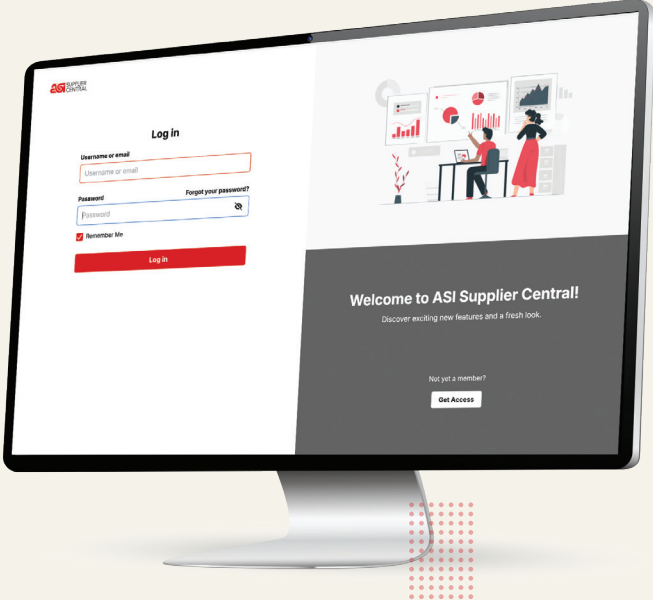 asi SUPPLIER
CENTRAL
Log in
Username or email
Username or email
Password Forgot your password?
Password
Remember Me
Log in
Welcome to ASI Supplier Central!
Discover exciting new features and a fresh look.
Not yet a member?
Get Access